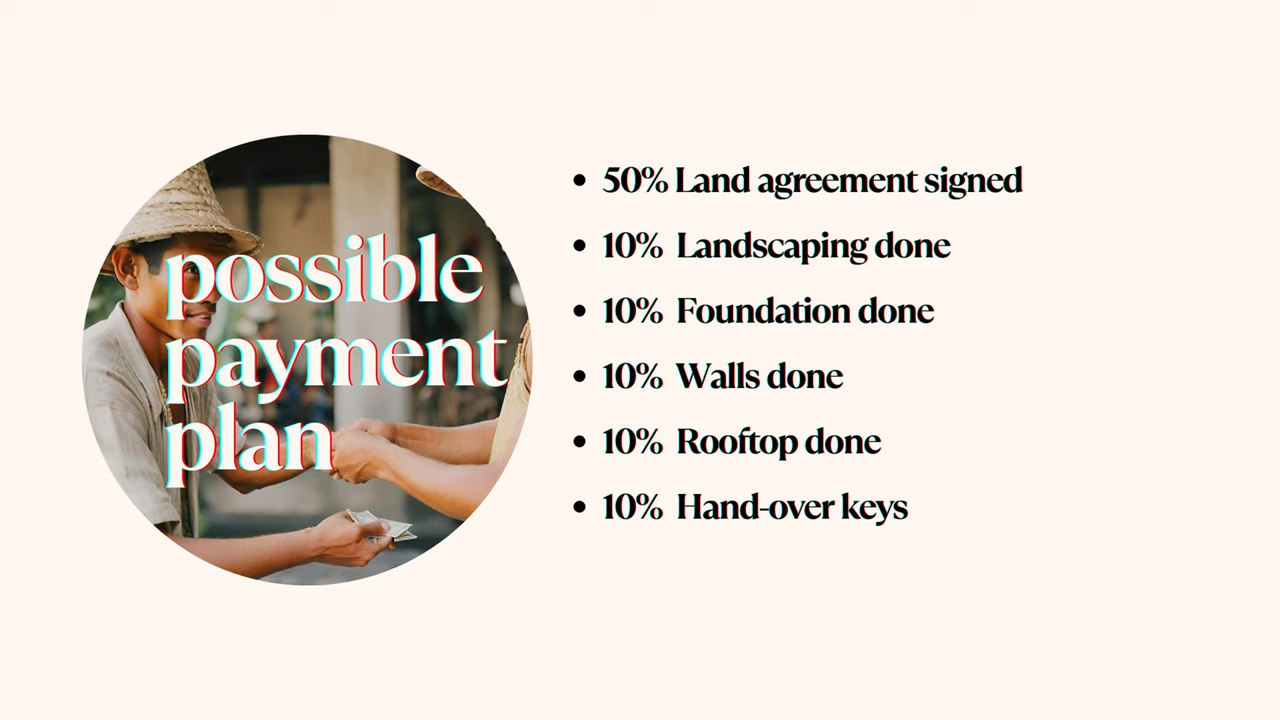 possible
payment
plan
• 50% Land agreement signed
• 10% Landscaping done
• 10% Foundation done
• 10% Walls done
• 10% Rooftop done
• 10% Hand-over keys